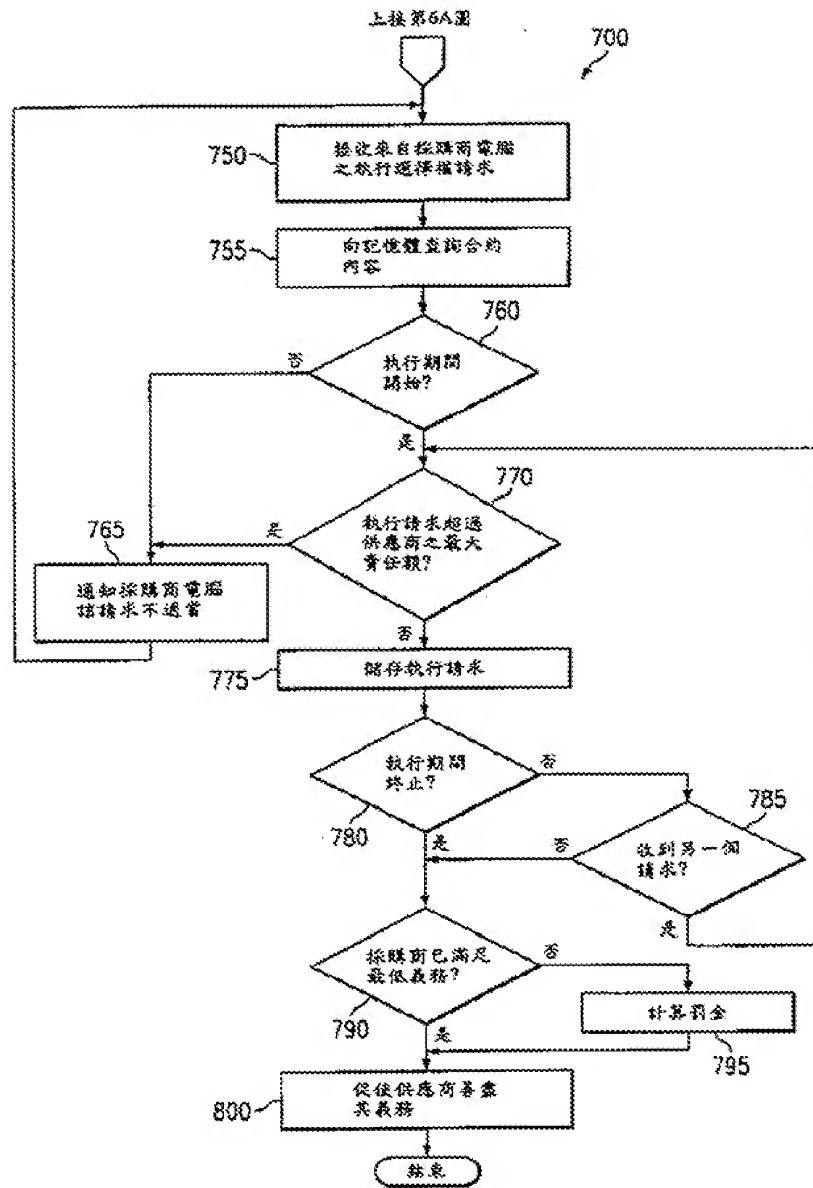 上接第6A圖
700
750
接收來自採購商電腦
之執行選擇權請求
755
向記憶體查詢合約
內容
760
執行期間
開始?
否
是
770
執行請求超過
供應商之最大
責任額?
是
否
765
通知採購商電腦
該請求不適當
775
儲存執行請求
執行期間
終止?
780
否
是
785
收到另一個
請求?
否
是
採購商已滿足
最低義務?
790
否
是
計算罰金
795
800
促使供應商善盡
其義務
結束